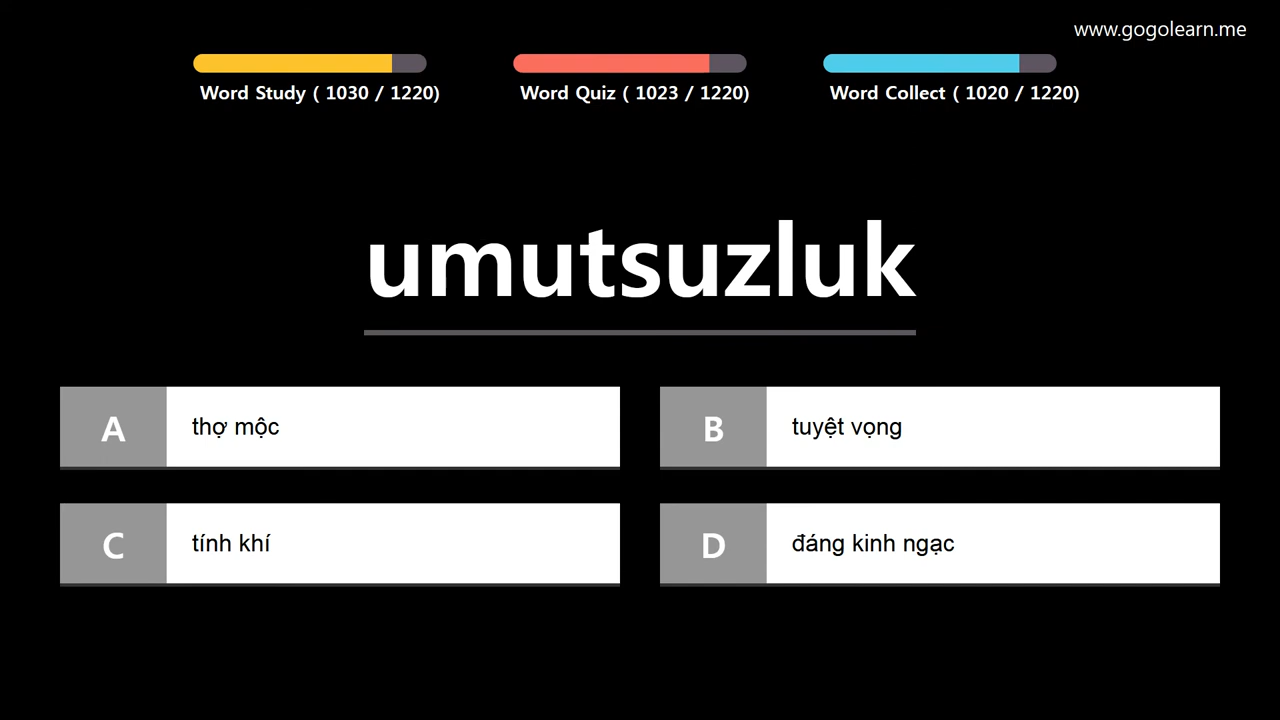 www.gogolearn.me
Word Study ( 1030 / 1220)
Word Quiz ( 1023 / 1220)
Word Collect ( 1020 / 1220)
umutsuzluk
A thợ mộc
B tuyệt vọng
C tính khí
D đáng kinh ngạc